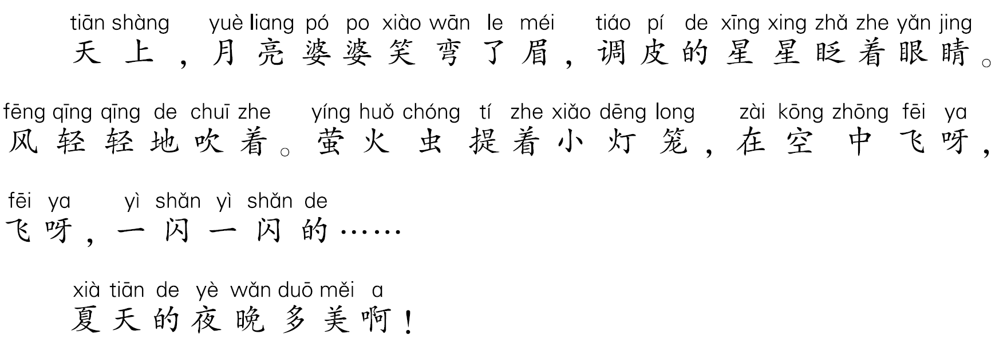 tiān shàng yuè liang pó po xiào wān le méi tiáo pí de xīng xing zhǎ zhe yǎn jing
天上，月亮婆婆笑弯了眉，调皮的星星眨着眼睛。
fēng qīng qīng de chuī zhe yíng huǒ chóng tí zhe xiǎo dēng long zài kōng zhōng fēi ya
风轻轻地吹着。萤火虫提着小灯笼，在空中飞呀，
fēi ya yì shǎn yì shǎn de
飞呀，一闪一闪的……
xià tiān de yè wǎn duō měi a
夏天的夜晚多美啊！